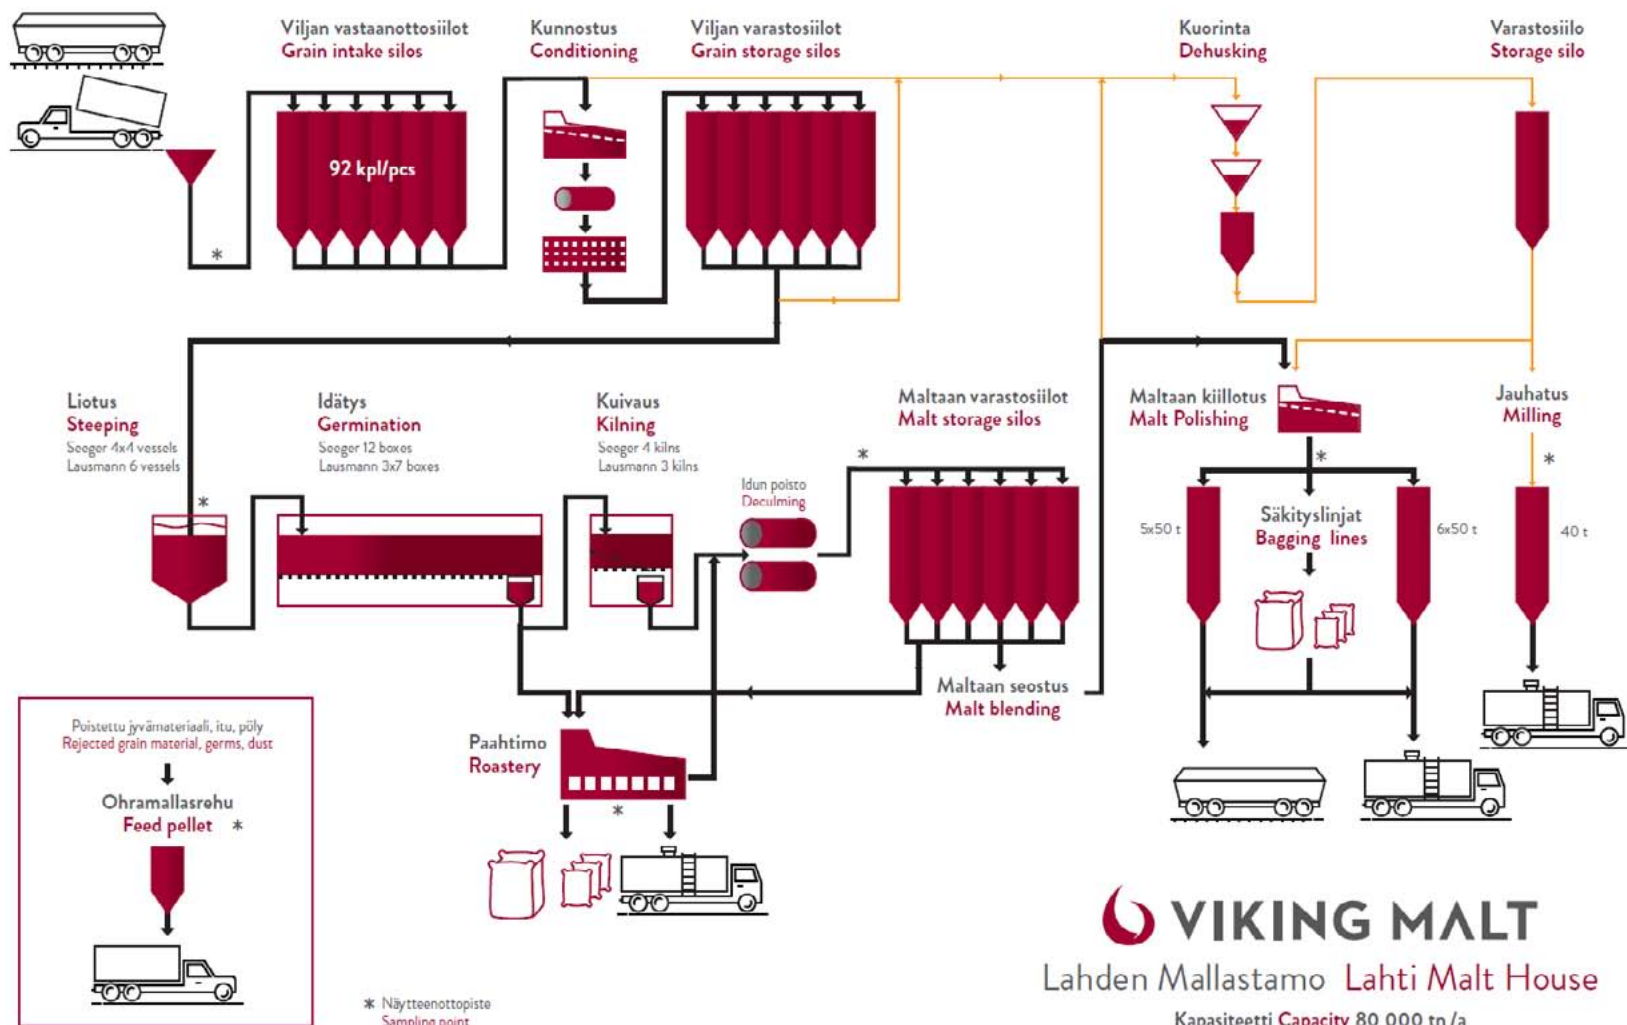 Viljan vastaanottosiilot
Grain intake silos
Kunnostus
Conditioning
Viljan varastosiilot
Grain storage silos
Kuorinta
Dehusking
Varastosiilo
Storage silo
92 kpl/pcs
*
Liotus
Steeping
Seeger 4x4 vessels
Lausmann 6 vessels
*
Idätys
Germination
Seeger 12 boxes
Lausmann 3x7 boxes
Kuivaus
Kilning
Seeger 4 kilns
Lausmann 3 kilns
Idun poisto
Deculming
*
Maltaan varastosiilot
Malt storage silos
Maltaan kiillotus
Malt Polishing
*
Jauhatus
Milling
*
5x50 t
Säkityslinjat
Bagging lines
6x50 t
40 t
Maltaan seostus
Malt blending
Paahtimo
Roastery
*
Poistettu jyvämateriaali, itu, pöly
Rejected grain material, germs, dust
Ohramallasrehu
Feed pellet *
* Näytteenottopiste
Sampling point
VIKING MALT
Lahden Mallastamo Lahti Malt House
Kapasiteetti Capacity 80 000 tn /a